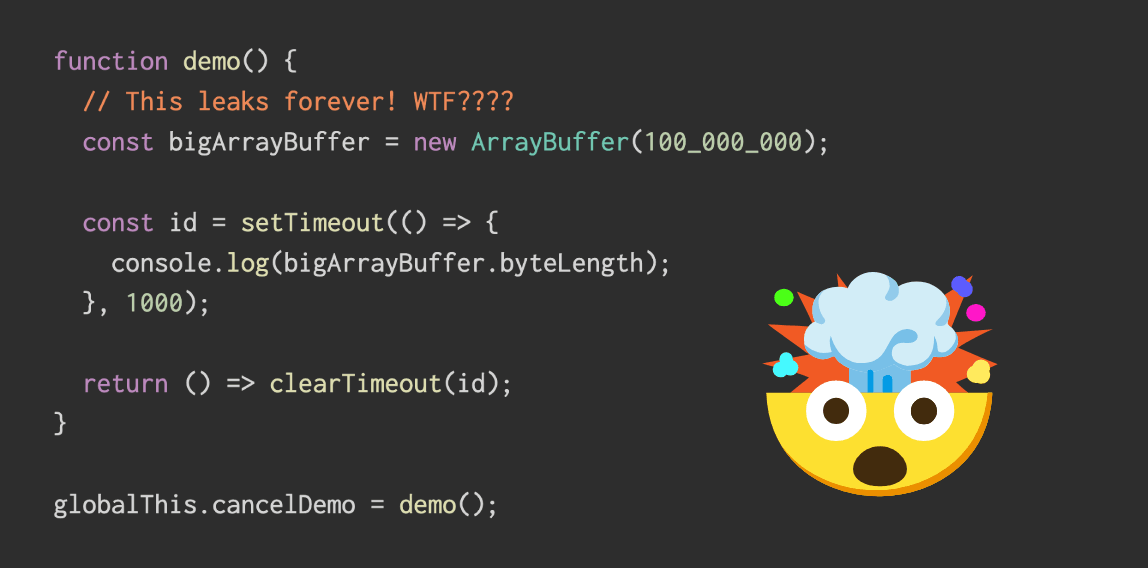 function demo() {
  // This leaks forever! WTF????
  const bigArrayBuffer = new ArrayBuffer(100_000_000);
  const id = setTimeout(() => {
    console.log(bigArrayBuffer.byteLength);
  }, 1000);
  return () => clearTimeout(id);
}
globalThis.cancelDemo = demo();